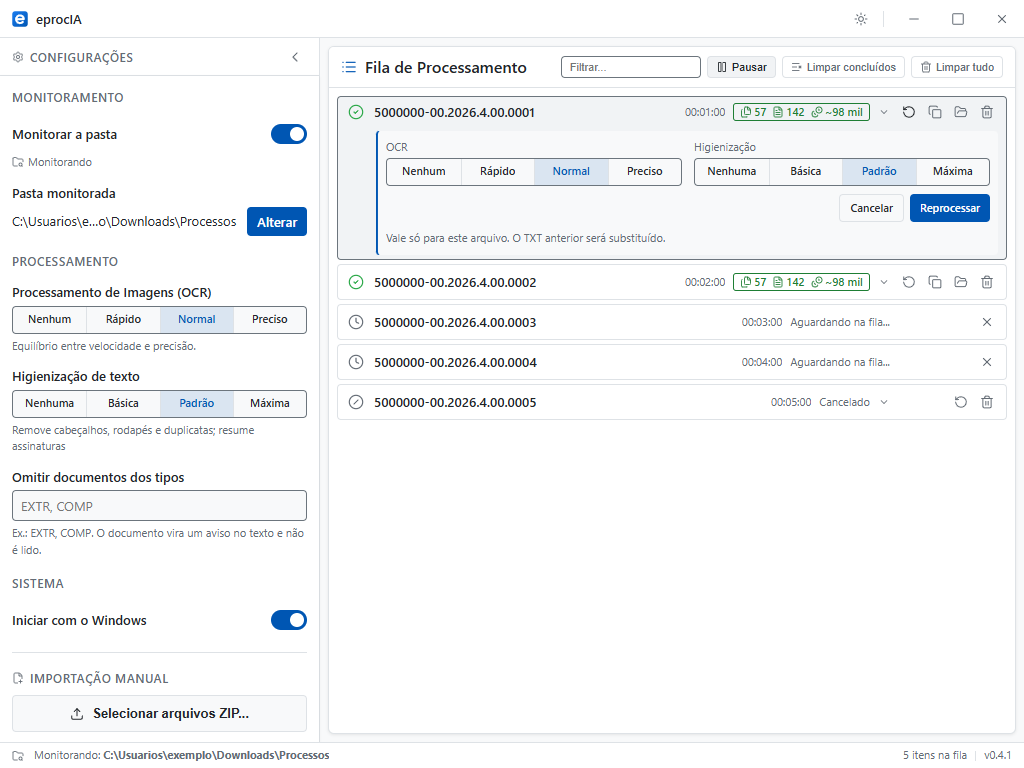 eprocIA
CONFIGURAÇÕES
MONITORAMENTO
Monitorar a pasta
Monitorando
Pasta monitorada
C:\Usuarios\e...o\Downloads\Processos
Alterar
PROCESSAMENTO
Processamento de Imagens (OCR)
Nenhum Rápido Normal Preciso
Equilíbrio entre velocidade e precisão.
Higienização de texto
Nenhuma Básica Padrão Máxima
Remove cabeçalhos, rodapés e duplicatas; resume
assinaturas
Omitir documentos dos tipos
EXTR, COMP
Ex.: EXTR, COMP. O documento vira um aviso no texto e não
é lido.
SISTEMA
Iniciar com o Windows
IMPORTAÇÃO MANUAL
Selecionar arquivos ZIP...
Fila de Processamento
Filtrar...
Pausar
Limpar concluídos
Limpar tudo
5000000-00.2026.4.00.0001 00:01:00 57 142 ~98 mil
OCR
Nenhum Rápido Normal Preciso
Higienização
Nenhuma Básica Padrão Máxima
Cancelar Reprocessar
Vale só para este arquivo. O TXT anterior será substituído.
5000000-00.2026.4.00.0002 00:02:00 57 142 ~98 mil
5000000-00.2026.4.00.0003 00:03:00 Aguardando na fila...
5000000-00.2026.4.00.0004 00:04:00 Aguardando na fila...
5000000-00.2026.4.00.0005 00:05:00 Cancelado
Monitorando: C:\Usuarios\exemplo\Downloads\Processos
5 itens na fila v0.4.1